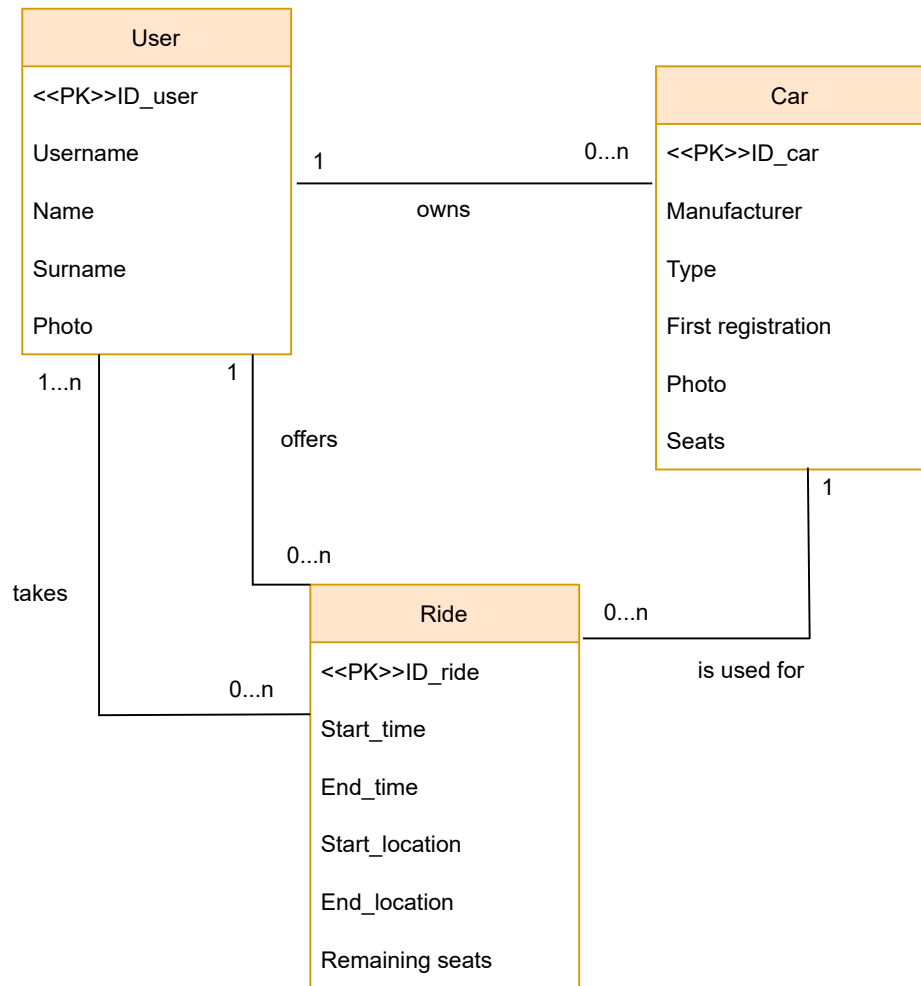 User
<<PK>>ID_user
Username
Name
Surname
Photo
Car
<<PK>>ID_car
Manufacturer
Type
First registration
Photo
Seats
1
0...n
owns
1...n
1
offers
0...n
takes
0...n
1
0...n
is used for
Ride
<<PK>>ID_ride
Start_time
End_time
Start_location
End_location
Remaining seats